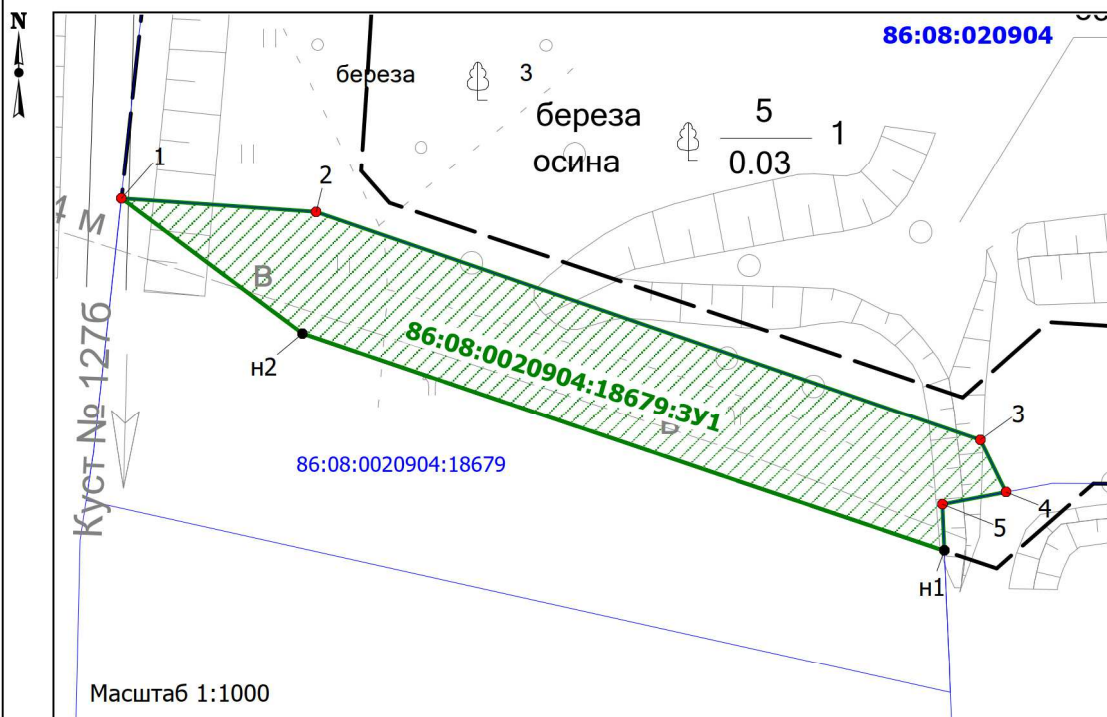 N
86:08:020904
береза
3
береза
осина
5
0.03
1
1
2
4 М
В
н2
86:08:0020904:18679:ЗУ1
В
3
Куст № 127б
86:08:0020904:18679
4
5
н1
Масштаб 1:1000